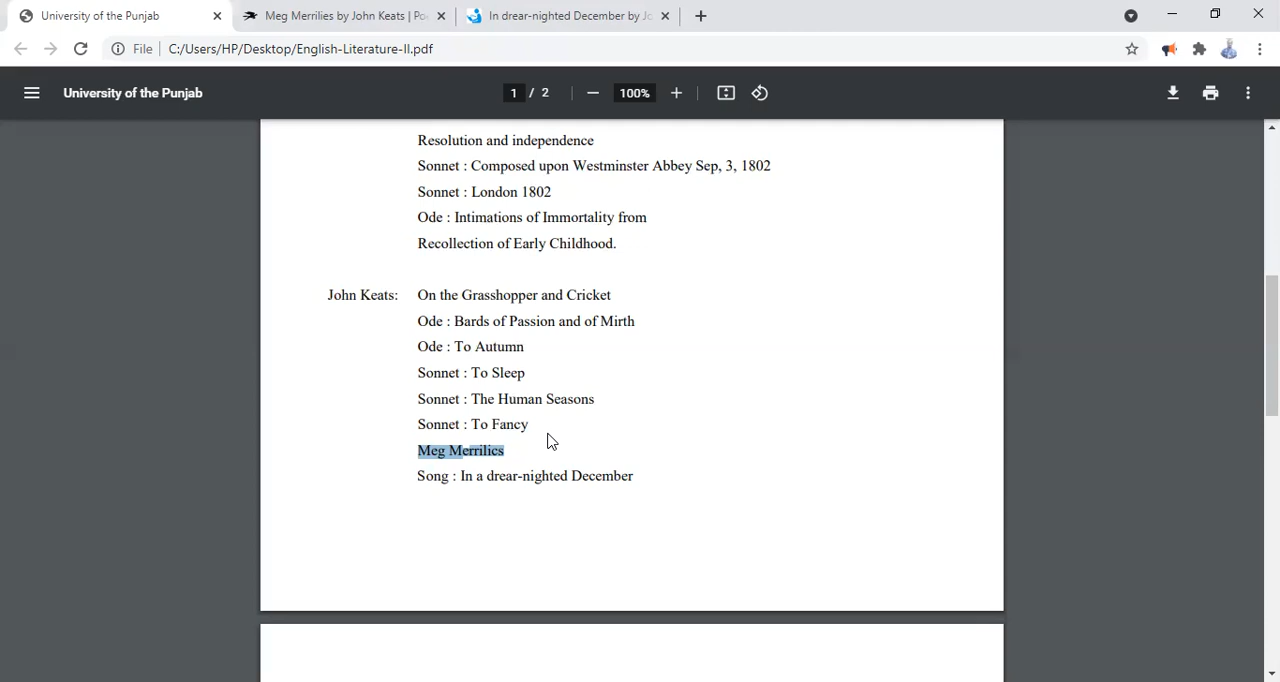 University of the Punjab
Meg Merrilies by John Keats | Po
In drear-nighted December by Jo
File
C:/Users/HP/Desktop/English-Literature-II.pdf
University of the Punjab
1 / 2
100%
Resolution and independence
Sonnet : Composed upon Westminster Abbey Sep, 3, 1802
Sonnet : London 1802
Ode : Intimations of Immortality from
Recollection of Early Childhood.
John Keats: On the Grasshopper and Cricket
Ode : Bards of Passion and of Mirth
Ode : To Autumn
Sonnet : To Sleep
Sonnet : The Human Seasons
Sonnet : To Fancy
Meg Merrilics
Song : In a drear-nighted December